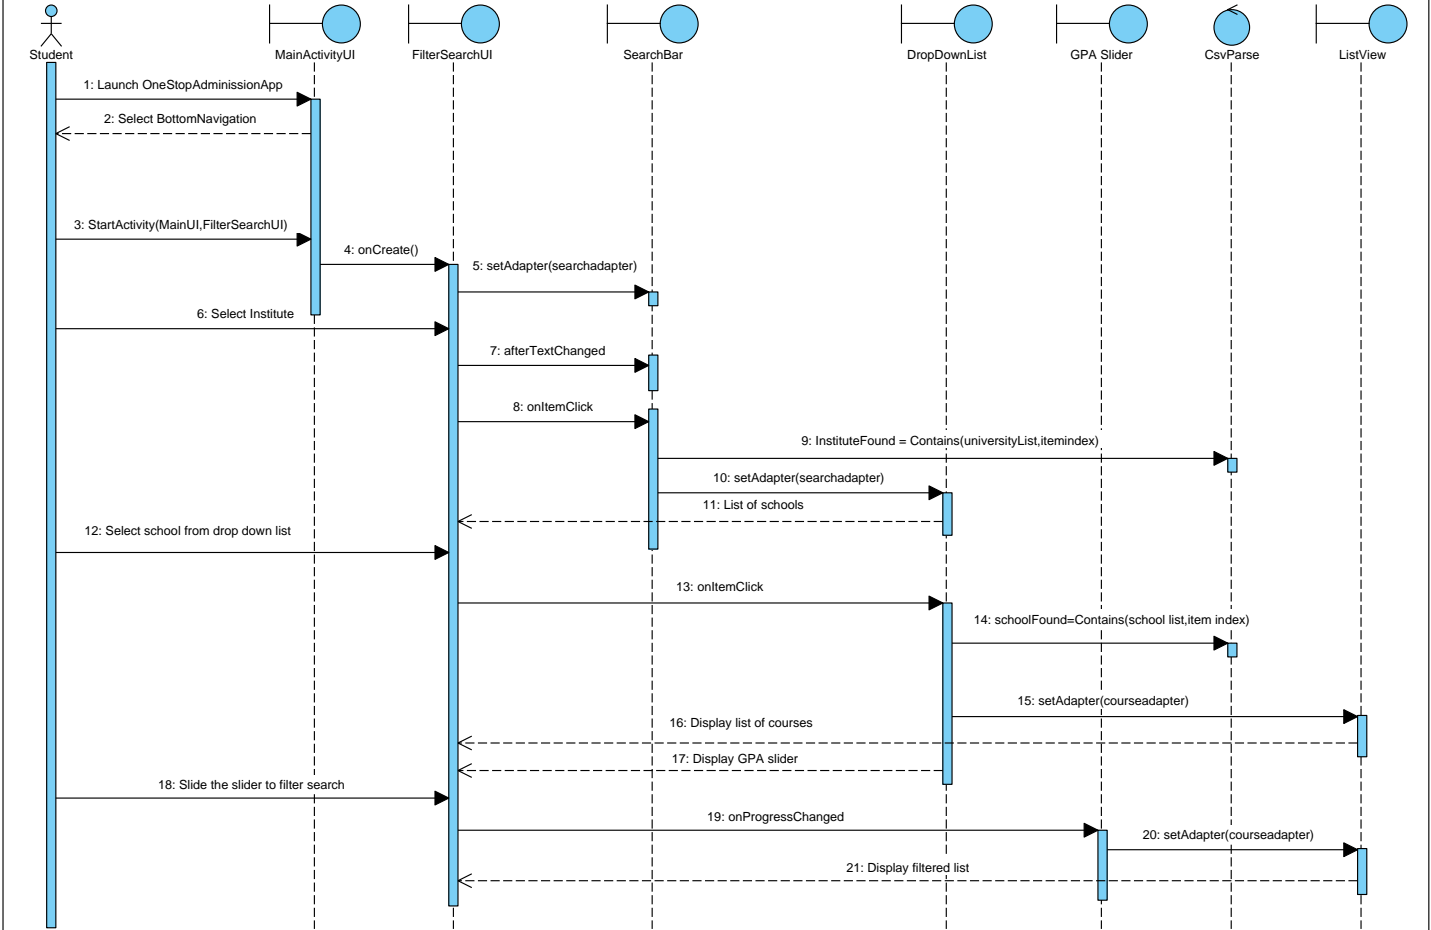 Student
MainActivityUI
FilterSearchUI
SearchBar
DropDownList
GPA Slider
CsvParse
ListView
1: Launch OneStopAdminissionApp
2: Select BottomNavigation
3: StartActivity(MainUI,FilterSearchUI)
4: onCreate()
5: setAdapter(searchadapter)
6: Select Institute
7: afterTextChanged
8: onItemClick
9: InstituteFound = Contains(universityList,itemindex)
10: setAdapter(searchadapter)
11: List of schools
12: Select school from drop down list
13: onItemClick
14: schoolFound=Contains(school list,item index)
15: setAdapter(courseadapter)
16: Display list of courses
17: Display GPA slider
18: Slide the slider to filter search
19: onProgressChanged
20: setAdapter(courseadapter)
21: Display filtered list